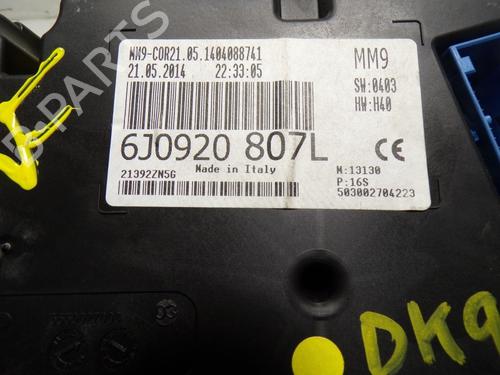 MM9-COR21.05.1404088741
21.05.2014 22:33:05
MM9
SW:0403
HW:H40
6J0920 807L
CE
21392ZN5G Made in Italy
M:13130
P:16S
503002704223
B-PARTS
DK9